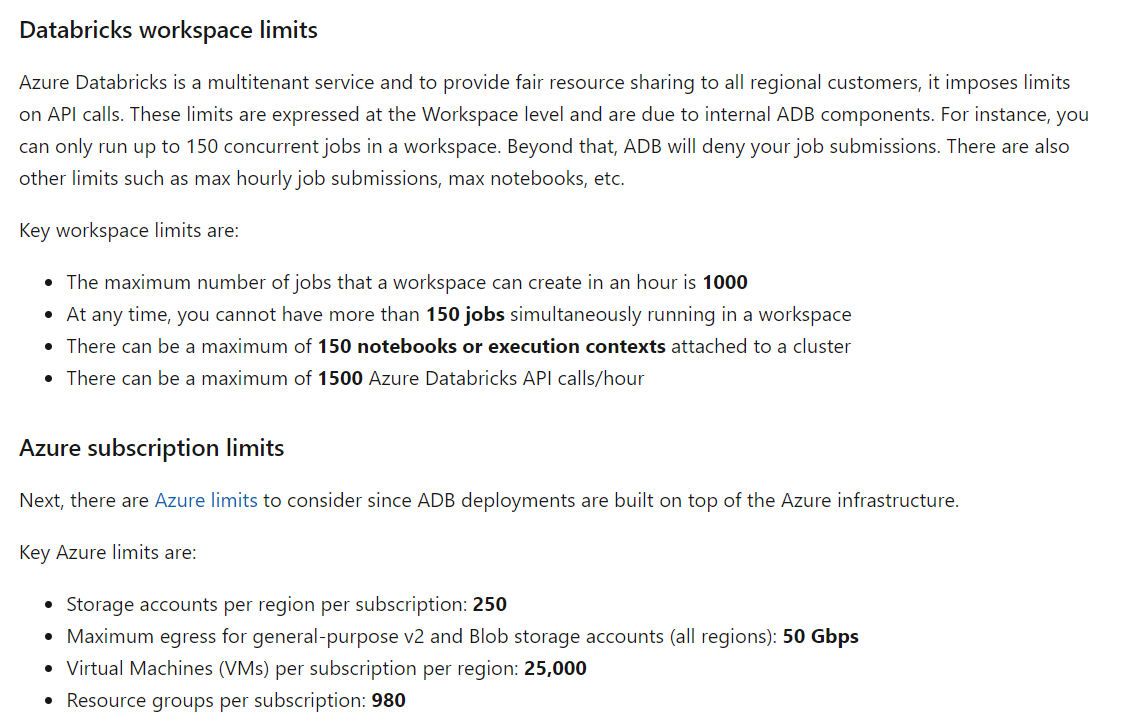 Databricks workspace limits
Azure Databricks is a multitenant service and to provide fair resource sharing to all regional customers, it imposes limits
on API calls. These limits are expressed at the Workspace level and are due to internal ADB components. For instance, you
can only run up to 150 concurrent jobs in a workspace. Beyond that, ADB will deny your job submissions. There are also
other limits such as max hourly job submissions, max notebooks, etc.
Key workspace limits are:
• The maximum number of jobs that a workspace can create in an hour is 1000
• At any time, you cannot have more than 150 jobs simultaneously running in a workspace
• There can be a maximum of 150 notebooks or execution contexts attached to a cluster
• There can be a maximum of 1500 Azure Databricks API calls/hour
Azure subscription limits
Next, there are Azure limits to consider since ADB deployments are built on top of the Azure infrastructure.
Key Azure limits are:
• Storage accounts per region per subscription: 250
• Maximum egress for general-purpose v2 and Blob storage accounts (all regions): 50 Gbps
• Virtual Machines (VMs) per subscription per region: 25,000
• Resource groups per subscription: 980